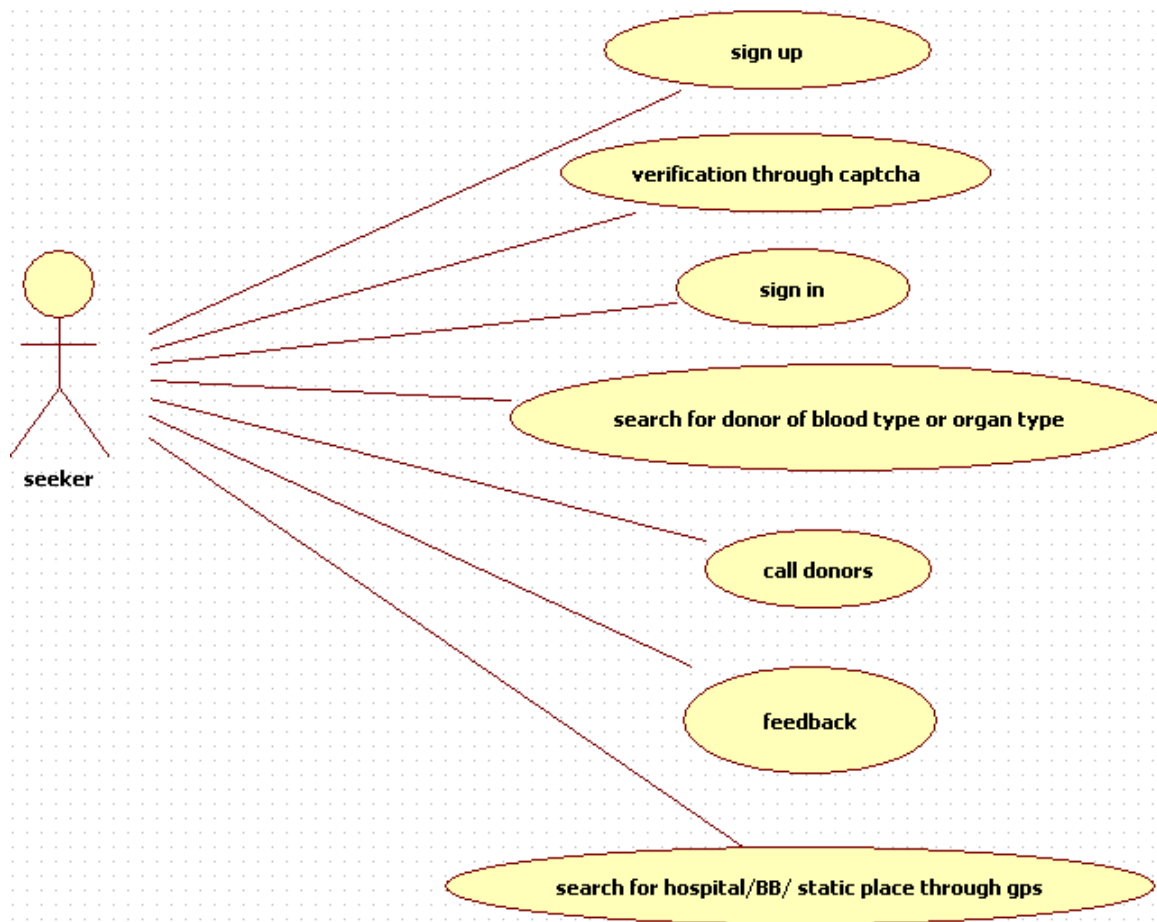 sign up
verification through captcha
sign in
search for donor of blood type or organ type
seeker
call donors
feedback
search for hospital/BB/ static place through gps